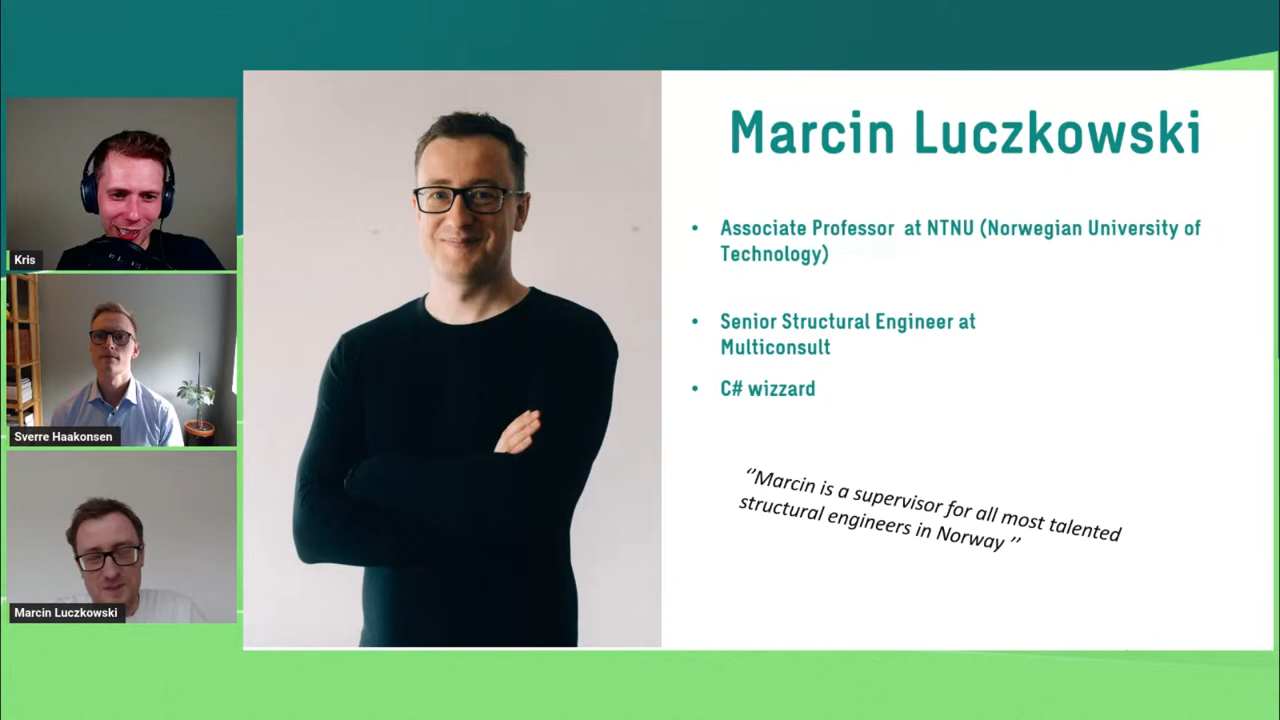 Kris
Sverre Haakonsen
Marcin Luczkowski
Marcin Luczkowski
• Associate Professor at NTNU (Norwegian University of
Technology)
• Senior Structural Engineer at
Multiconsult
• C# wizzard
‘’Marcin is a supervisor for all most talented
structural engineers in Norway ’’